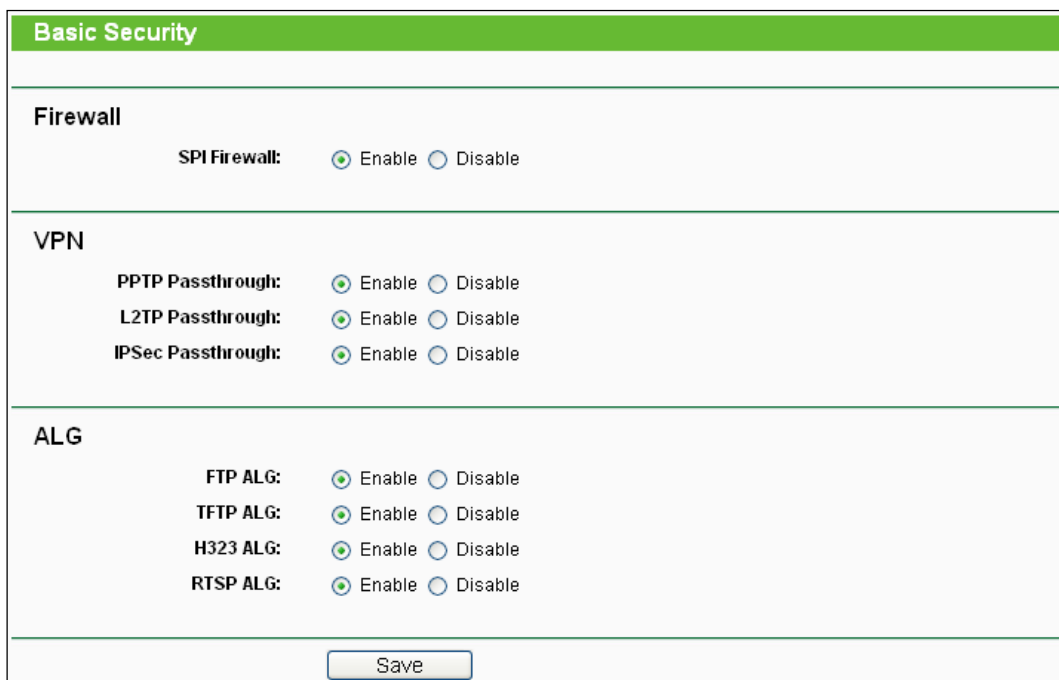 Basic Security
Firewall
SPI Firewall: Enable Disable
VPN
PPTP Passthrough: Enable Disable
L2TP Passthrough: Enable Disable
IPSec Passthrough: Enable Disable
ALG
FTP ALG: Enable Disable
TFTP ALG: Enable Disable
H323 ALG: Enable Disable
RTSP ALG: Enable Disable
Save